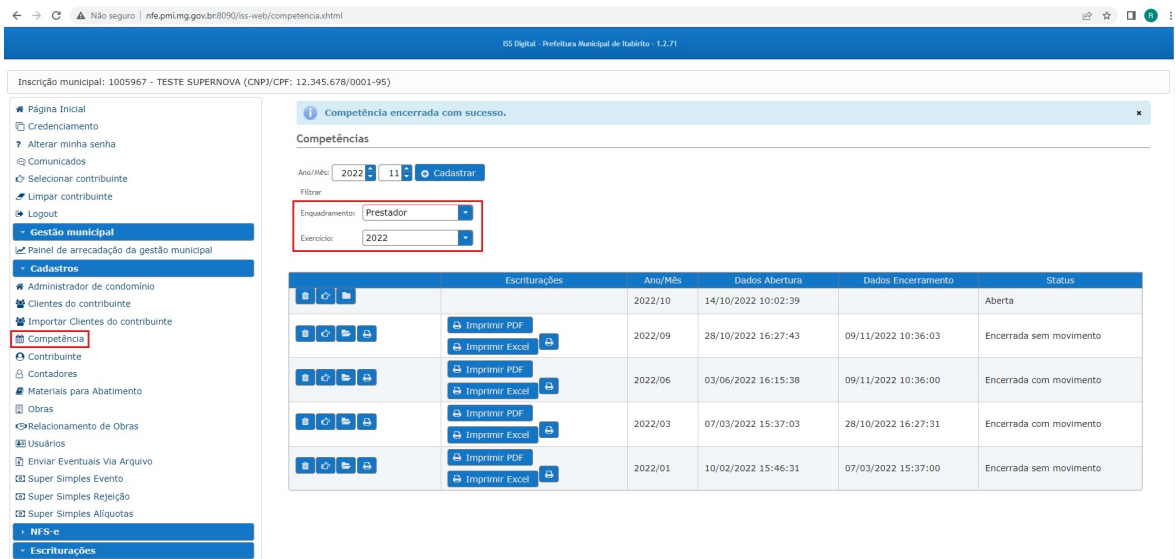 Não seguro | nfe.pmi.mg.gov.br:8090/iss-web/competencia.xhtml
R
ISS Digital - Prefeitura Municipal de Itabirito - 1.2.71
Inscrição municipal: 1005967 - TESTE SUPERNOVA (CNPJ/CPF: 12.345.678/0001-95)
Página Inicial
Credenciamento
? Alterar minha senha
Comunicados
Selecionar contribuinte
Limpar contribuinte
Logout
Gestão municipal
Painel de arrecadação da gestão municipal
Cadastros
Administrador de condomínio
Clientes do contribuinte
Importar Clientes do contribuinte
Competência
Contribuinte
Contadores
Materiais para Abatimento
Obras
Relacionamento de Obras
Usuários
Enviar Eventuais Via Arquivo
Super Simples Evento
Super Simples Rejeição
Super Simples Alíquotas
NFS-e
Escriturações
Competência encerrada com sucesso.
Competências
Ano/Mês: 2022 11 Cadastrar
Filtrar
Enquadramento: Prestador
Exercício: 2022
Escriturações Ano/Mês Dados Abertura Dados Encerramento Status
2022/10 14/10/2022 10:02:39 Aberta
Imprimir PDF
Imprimir Excel
2022/09 28/10/2022 16:27:43 09/11/2022 10:36:03 Encerrada sem movimento
Imprimir PDF
Imprimir Excel
2022/06 03/06/2022 16:15:38 09/11/2022 10:36:00 Encerrada com movimento
Imprimir PDF
Imprimir Excel
2022/03 07/03/2022 15:37:03 28/10/2022 16:27:31 Encerrada com movimento
Imprimir PDF
Imprimir Excel
2022/01 10/02/2022 15:46:31 07/03/2022 15:37:00 Encerrada sem movimento